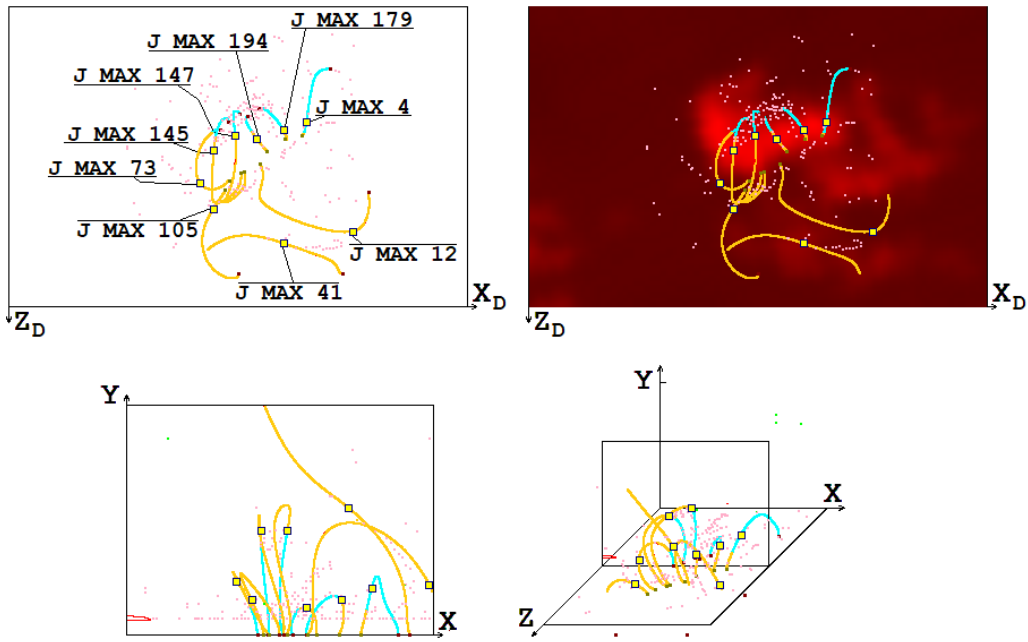 J MAX 179
J MAX 194
J MAX 147
J MAX 4
J MAX 145
J MAX 73
J MAX 105
J MAX 12
J MAX 41
X_D
Z_D
X_D
Z_D
Y
X
Y
X
Z